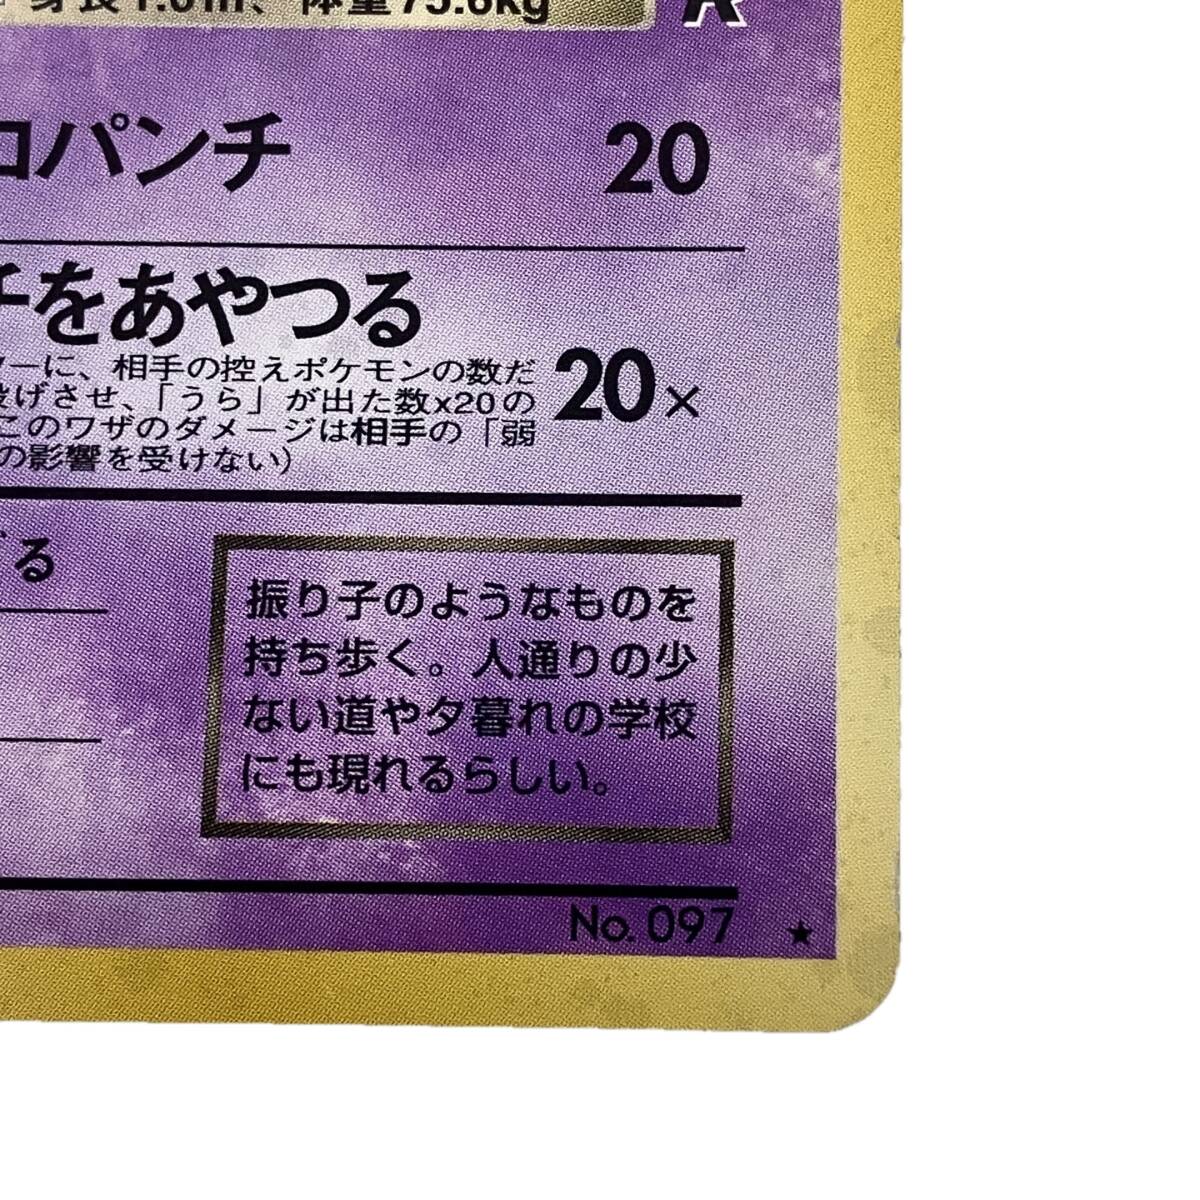 身長1.6m、体重75.6kg
R
コパンチ 20
チをあやつる
ーに、相手の控えポケモンの数だ
投げさせ、「うら」が出た数x20の
このワザのダメージは相手の「弱
の影響を受けない）
20×
る
振り子のようなものを
持ち歩く。人通りの少
ない道や夕暮れの学校
にも現れるらしい。
No. 097 ★